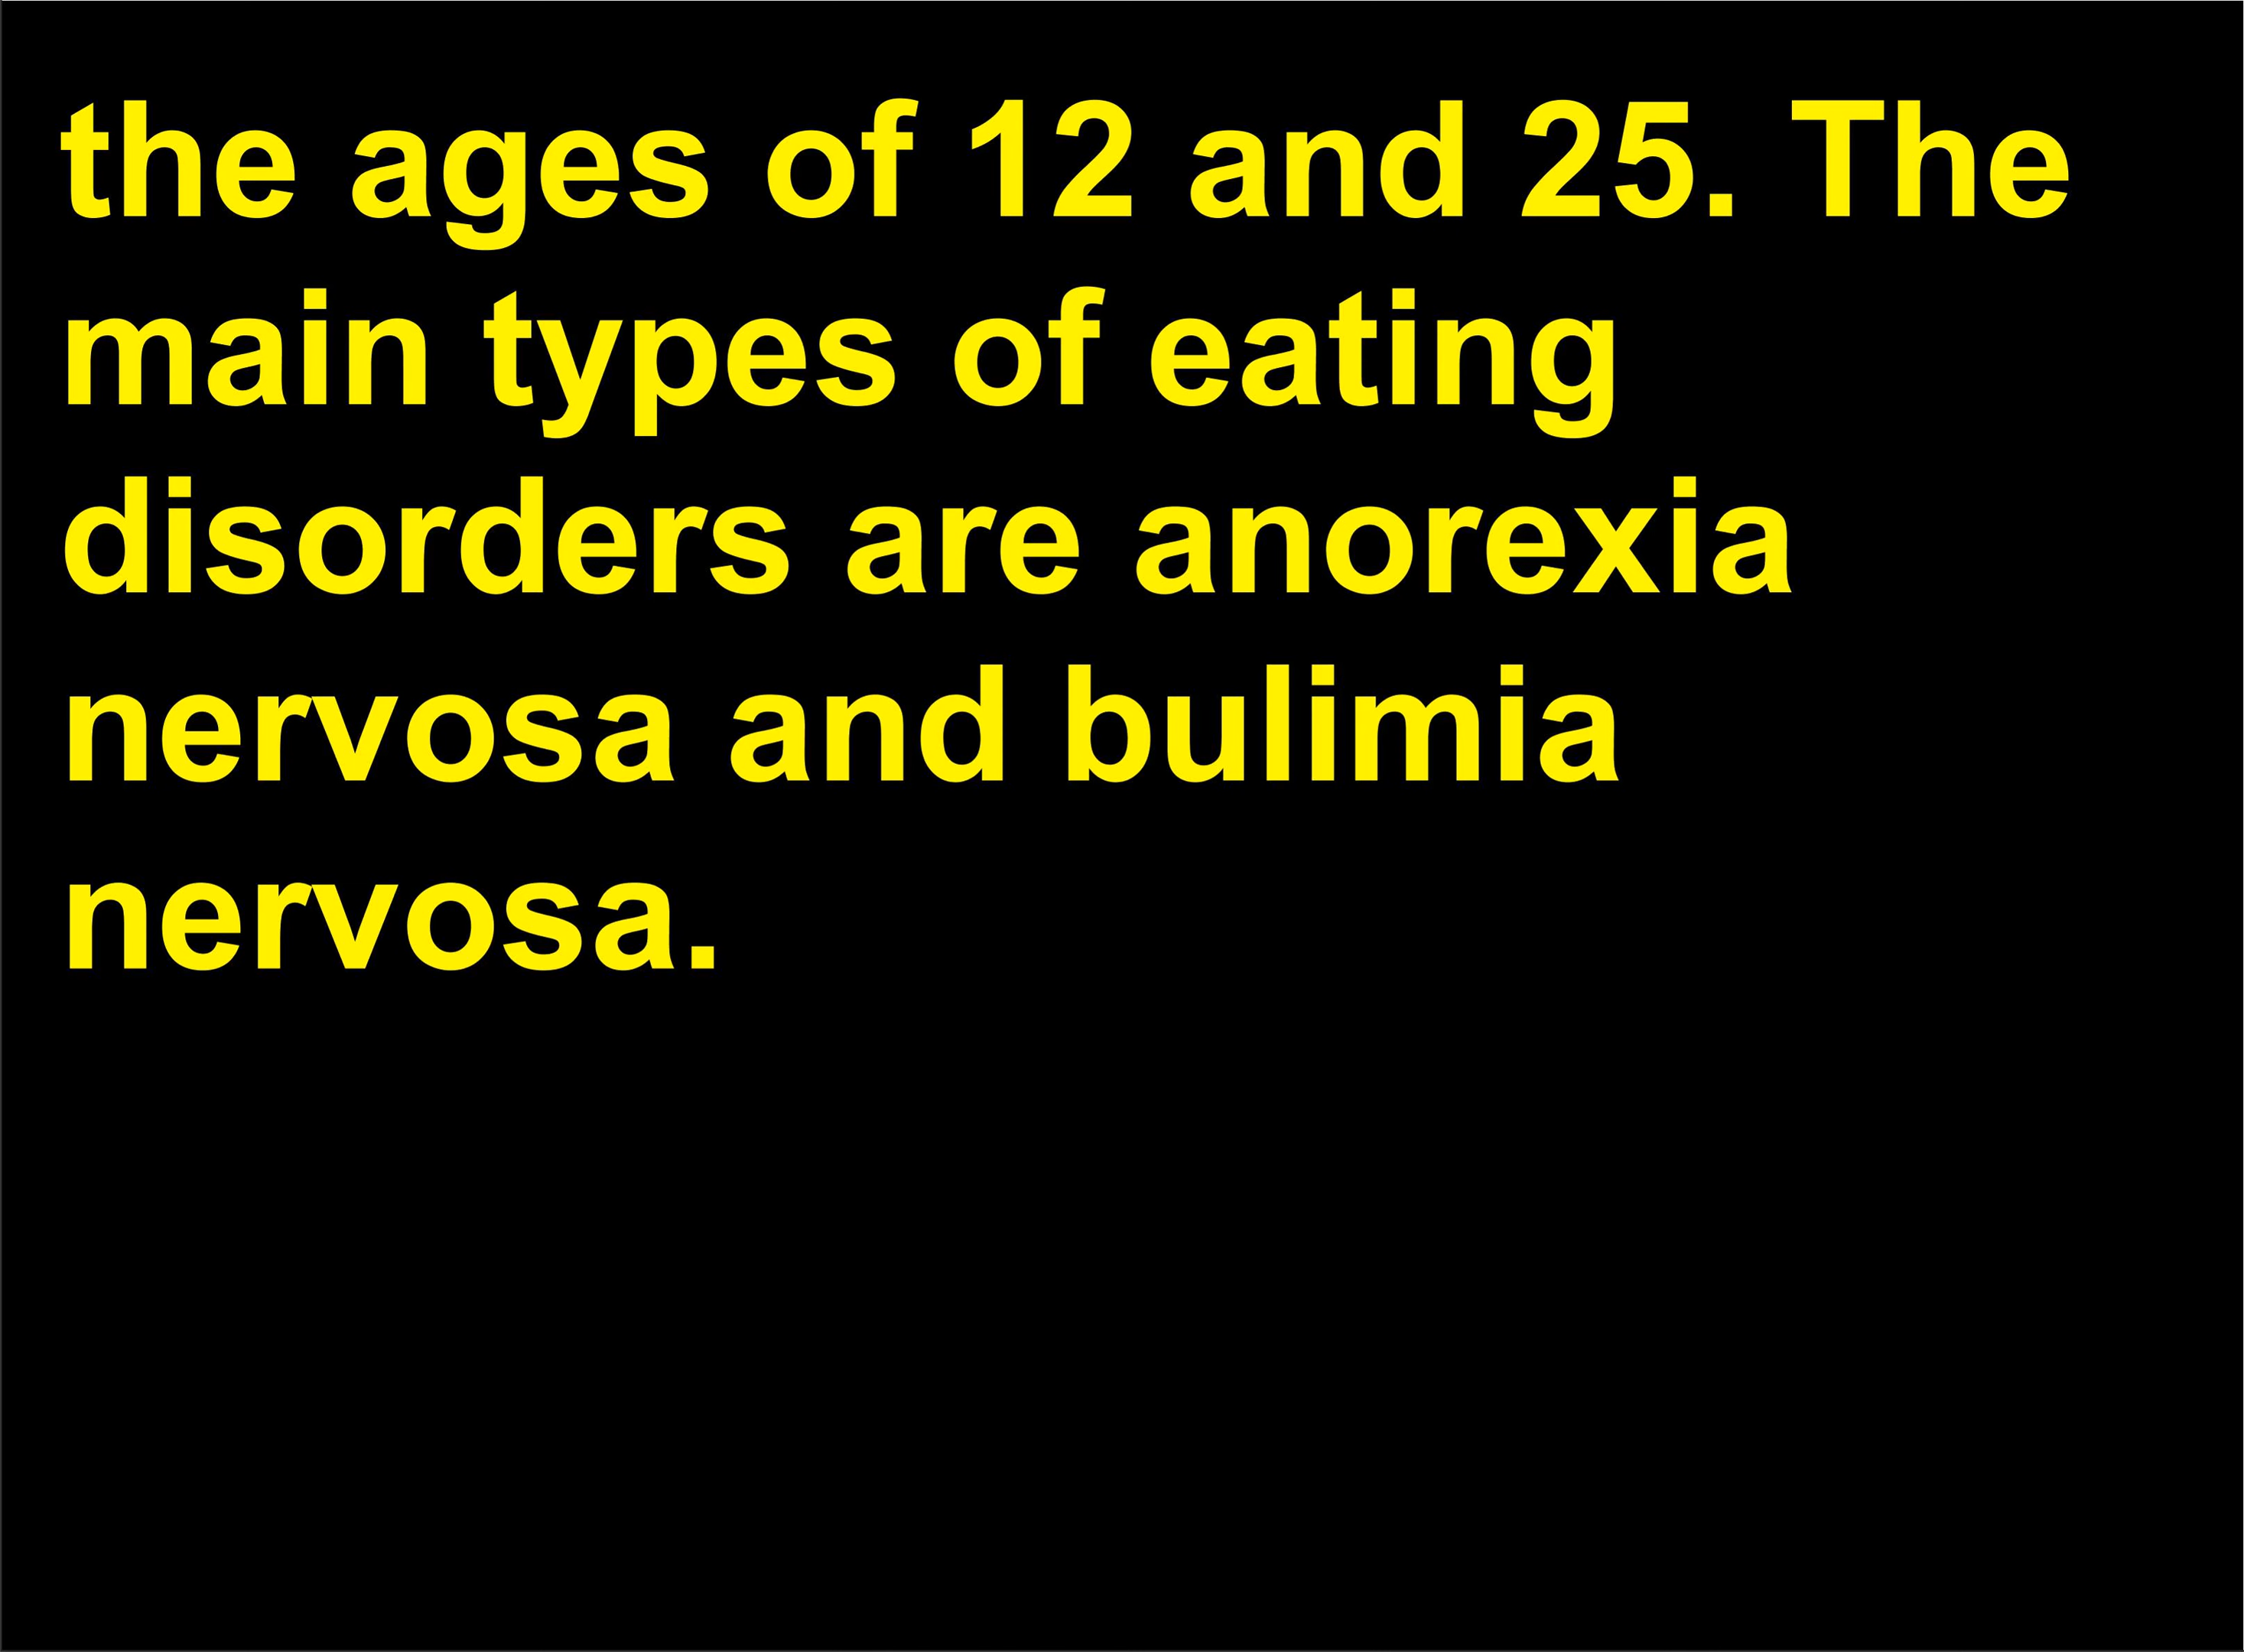 the ages of 12 and 25. The
main types of eating
disorders are anorexia
nervosa and bulimia
nervosa.